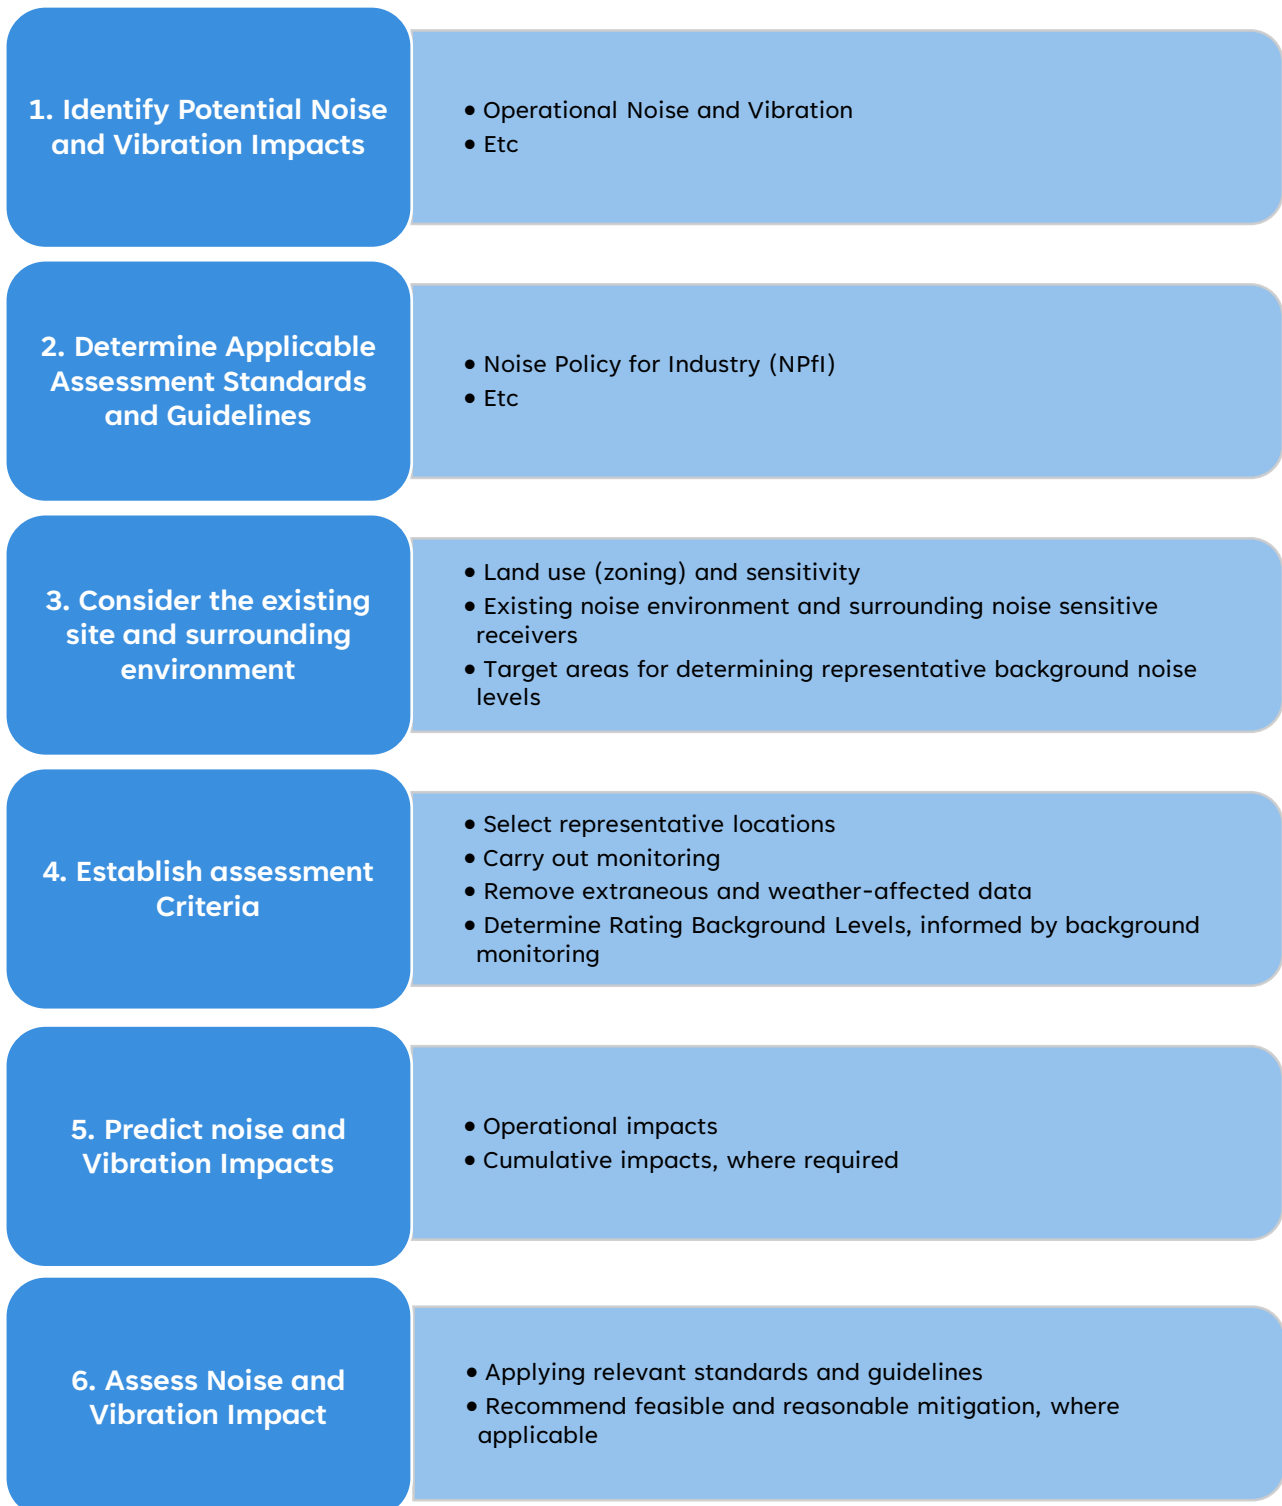 1. Identify Potential Noise
and Vibration Impacts
• Operational Noise and Vibration
• Etc
2. Determine Applicable
Assessment Standards
and Guidelines
• Noise Policy for Industry (NPfI)
• Etc
3. Consider the existing
site and surrounding
environment
• Land use (zoning) and sensitivity
• Existing noise environment and surrounding noise sensitive
receivers
• Target areas for determining representative background noise
levels
4. Establish assessment
Criteria
• Select representative locations
• Carry out monitoring
• Remove extraneous and weather-affected data
• Determine Rating Background Levels, informed by background
monitoring
5. Predict noise and
Vibration Impacts
• Operational impacts
• Cumulative impacts, where required
6. Assess Noise and
Vibration Impact
• Applying relevant standards and guidelines
• Recommend feasible and reasonable mitigation, where
applicable